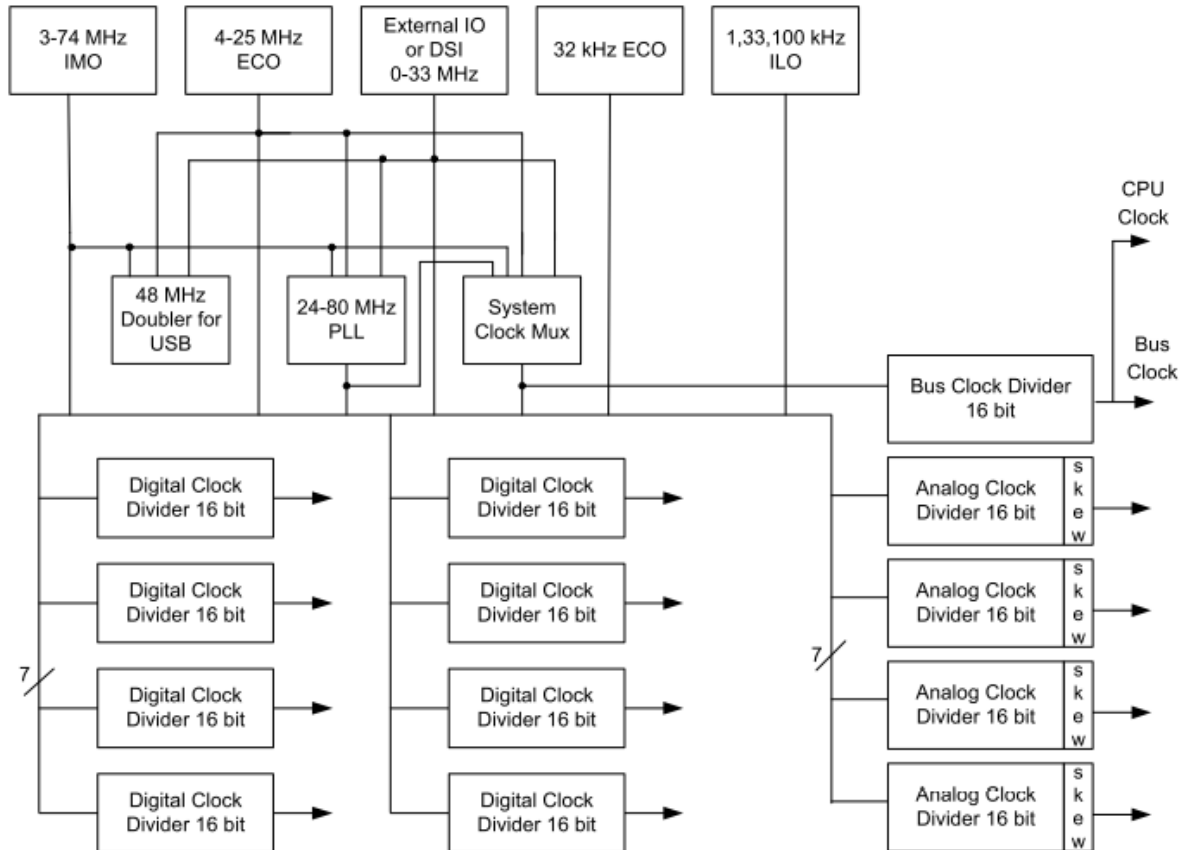 3-74 MHz
IMO
4-25 MHz
ECO
External IO
or DSI
0-33 MHz
32 kHz ECO
1,33,100 kHz
ILO
CPU
Clock
48 MHz
Doubler for
USB
24-80 MHz
PLL
System
Clock Mux
Bus
Clock
Bus Clock Divider
16 bit
Digital Clock
Divider 16 bit
Digital Clock
Divider 16 bit
Analog Clock
Divider 16 bit
skew
Digital Clock
Divider 16 bit
Digital Clock
Divider 16 bit
Analog Clock
Divider 16 bit
skew
7
7
Digital Clock
Divider 16 bit
Digital Clock
Divider 16 bit
Analog Clock
Divider 16 bit
skew
Digital Clock
Divider 16 bit
Digital Clock
Divider 16 bit
Analog Clock
Divider 16 bit
skew